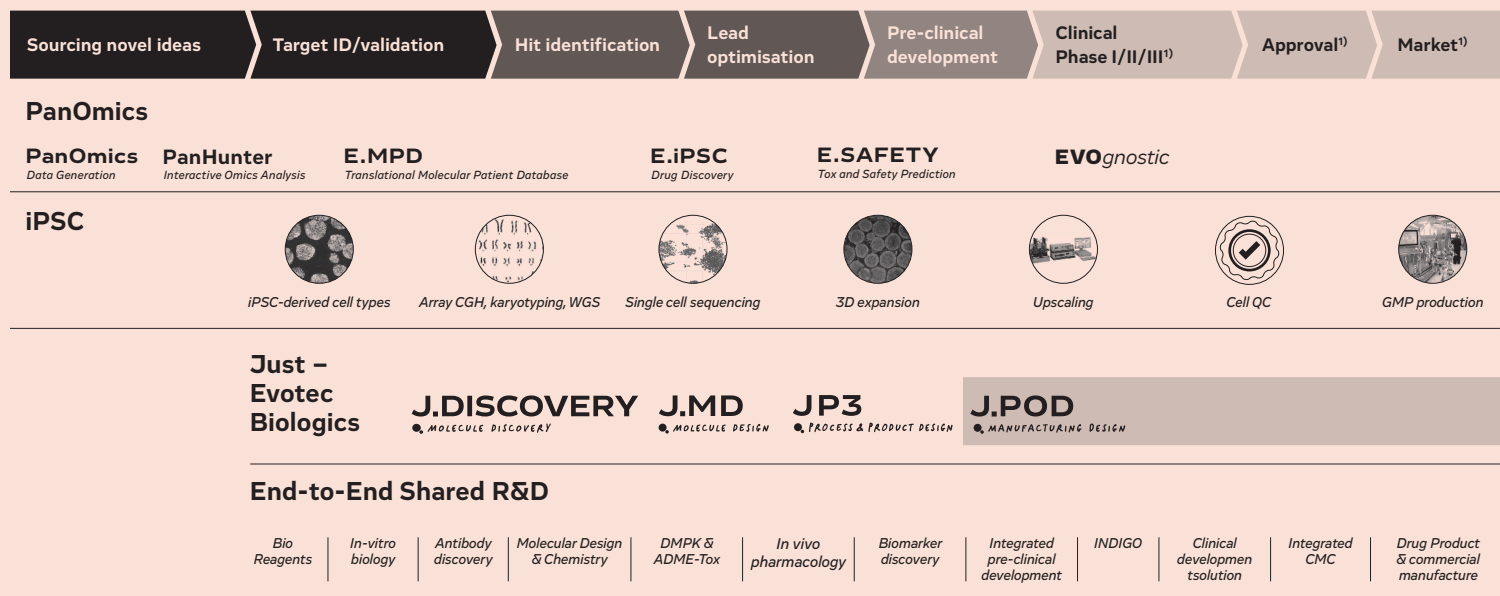 Sourcing novel ideas
Target ID/validation
Hit identification
Lead
optimisation
Pre-clinical
development
Clinical
Phase I/II/III¹⁾
Approval¹⁾
Market¹⁾
PanOmics
PanOmics
Data Generation
PanHunter
Interactive Omics Analysis
E.MPD
Translational Molecular Patient Database
E.iPSC
Drug Discovery
E.SAFETY
Tox and Safety Prediction
EVOgnostic
iPSC
iPSC-derived cell types
Array CGH, karyotyping, WGS
Single cell sequencing
3D expansion
Upscaling
Cell QC
GMP production
Just –
Evotec
Biologics
J.DISCOVERY
MOLECULE DISCOVERY
J.MD
MOLECULE DESIGN
JP3
PROCESS & PRODUCT DESIGN
J.POD
MANUFACTURING DESIGN
End-to-End Shared R&D
Bio
Reagents
In-vitro
biology
Antibody
discovery
Molecular Design
& Chemistry
DMPK &
ADME-Tox
In vivo
pharmacology
Biomarker
discovery
Integrated
pre-clinical
development
INDIGO
Clinical
developmen
tsolution
Integrated
CMC
Drug Product
& commercial
manufacture